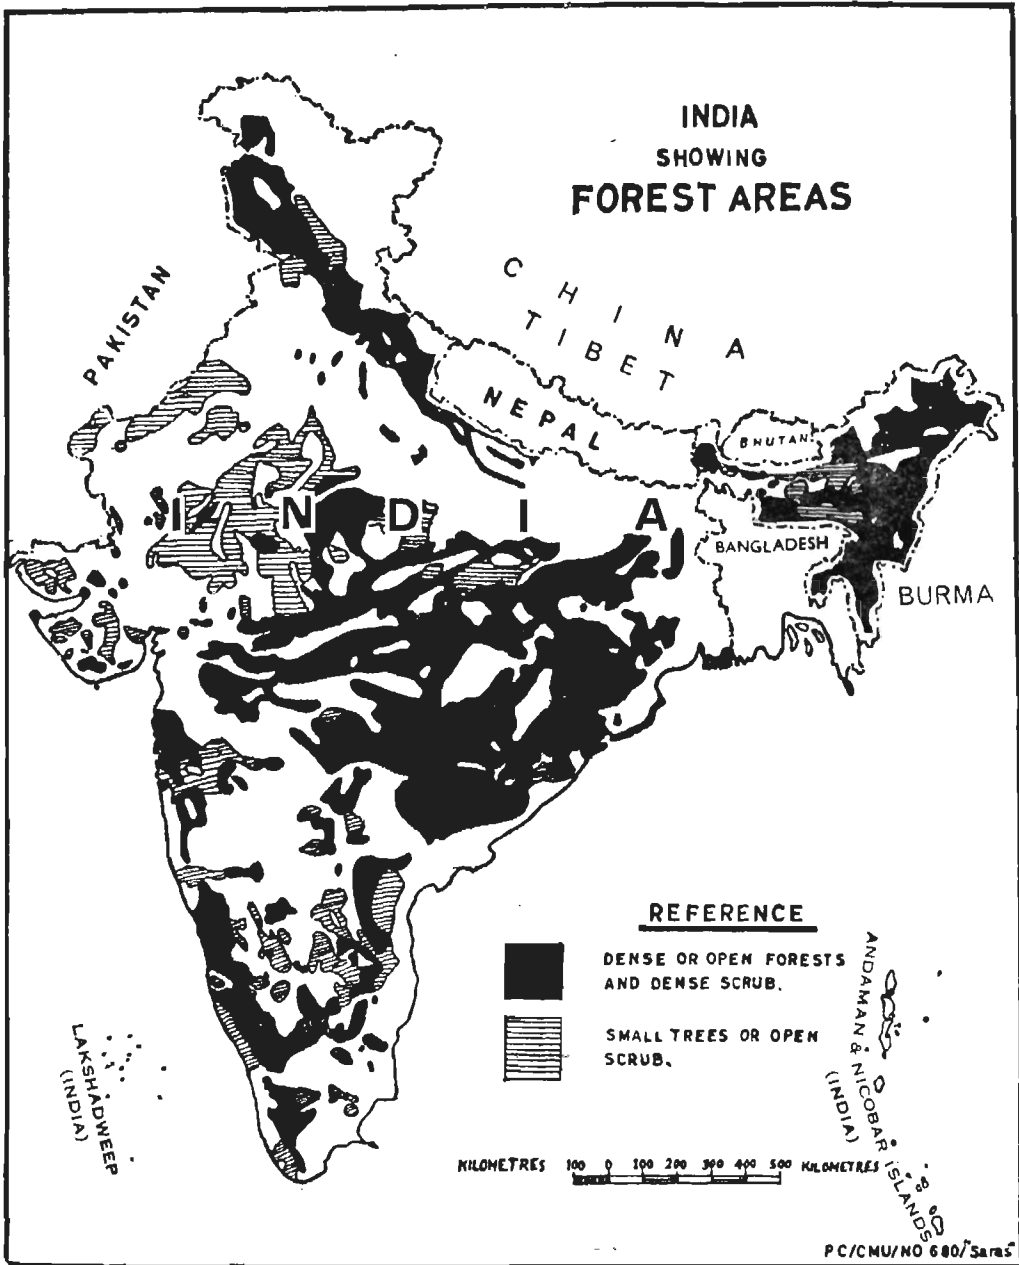 INDIA
SHOWING
FOREST AREAS
CHINA
TIBET
PAKISTAN
NEPAL
BHUTAN
INDIA
BANGLADESH
BURMA
REFERENCE
DENSE OR OPEN FORESTS
AND DENSE SCRUB.
SMALL TREES OR OPEN
SCRUB.
LAKSHADWEEP
(INDIA)
ANDAMAN & NICOBAR ISLANDS
(INDIA)
KILOMETRES 100 0 100 200 300 400 500 KILOMETRES
PC/CMU/NO 680/"Saras"